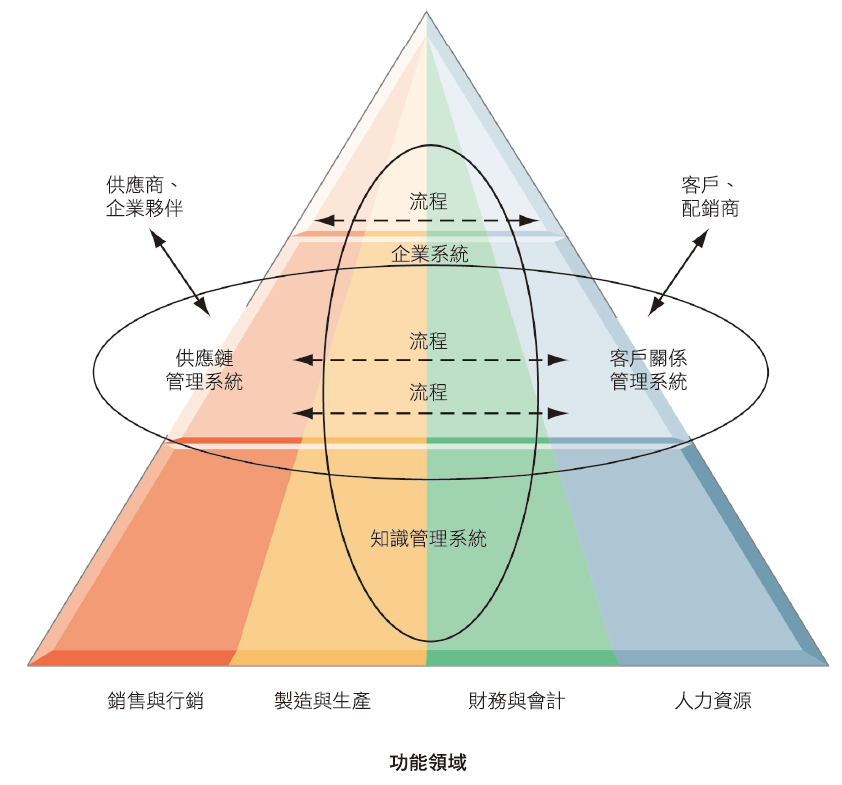 供應商、
企業夥伴
客戶、
配銷商
流程
企業系統
供應鏈
管理系統
流程
流程
客戶關係
管理系統
知識管理系統
銷售與行銷
製造與生產
財務與會計
人力資源
功能領域